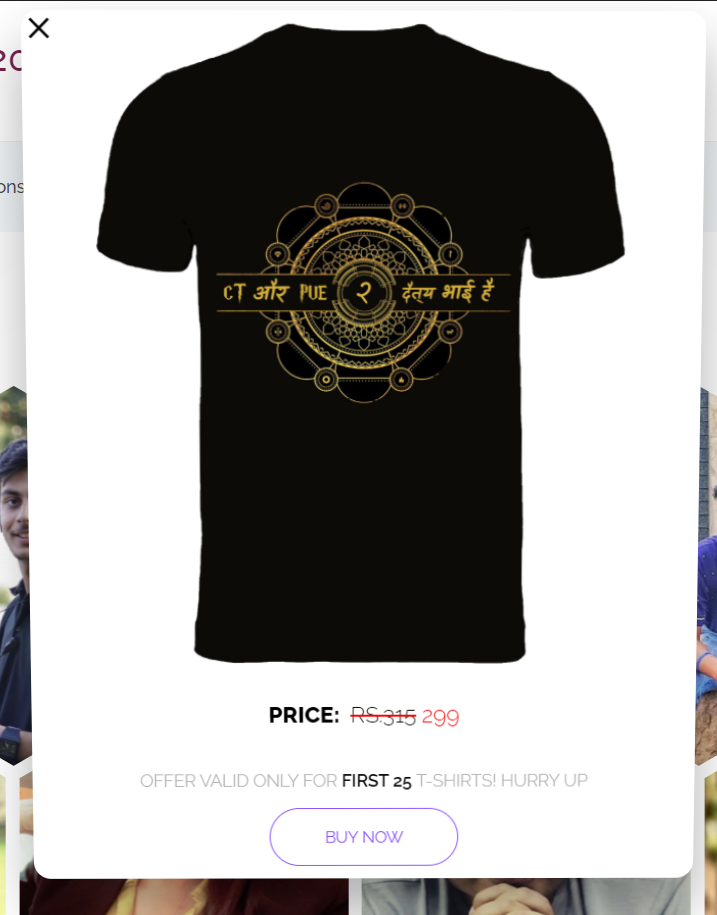 ons
CT और PUE २ दैत्य भाई है
PRICE: RS.315 299
OFFER VALID ONLY FOR FIRST 25 T-SHIRTS! HURRY UP
BUY NOW